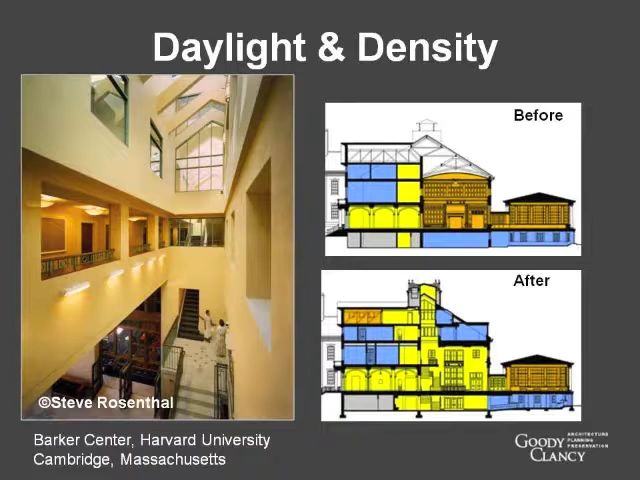 Daylight & Density
Before
After
©Steve Rosenthal
Barker Center, Harvard University
Cambridge, Massachusetts
GOODY
CLANCY
ARCHITECTURE
PLANNING
PRESERVATION